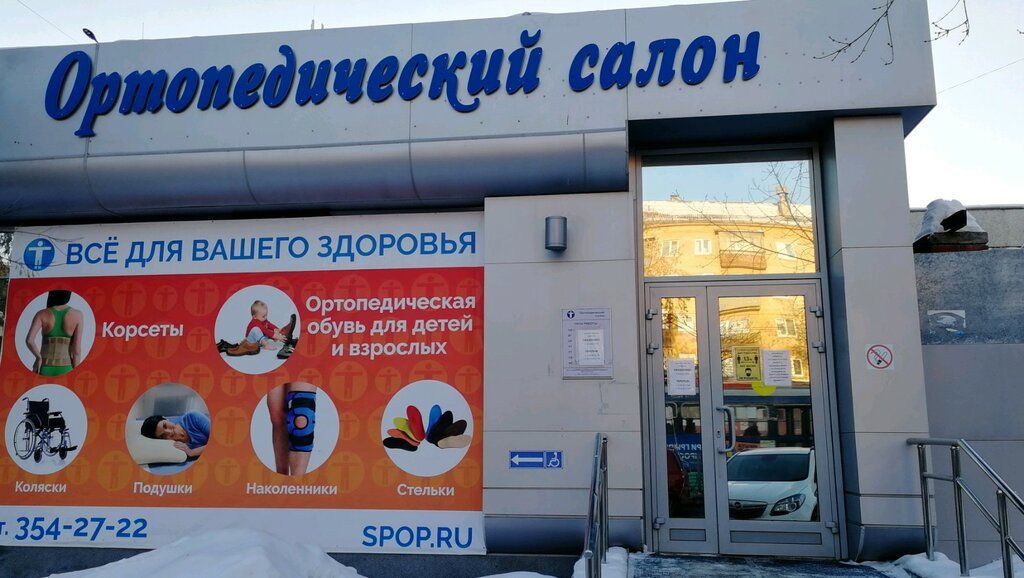 Ортопедический салон
ВСЁ ДЛЯ ВАШЕГО ЗДОРОВЬЯ
Корсеты
Ортопедическая
обувь для детей
и взрослых
Коляски
Подушки
Наколенники
Стельки
т. 354-27-22
SPOP.RU